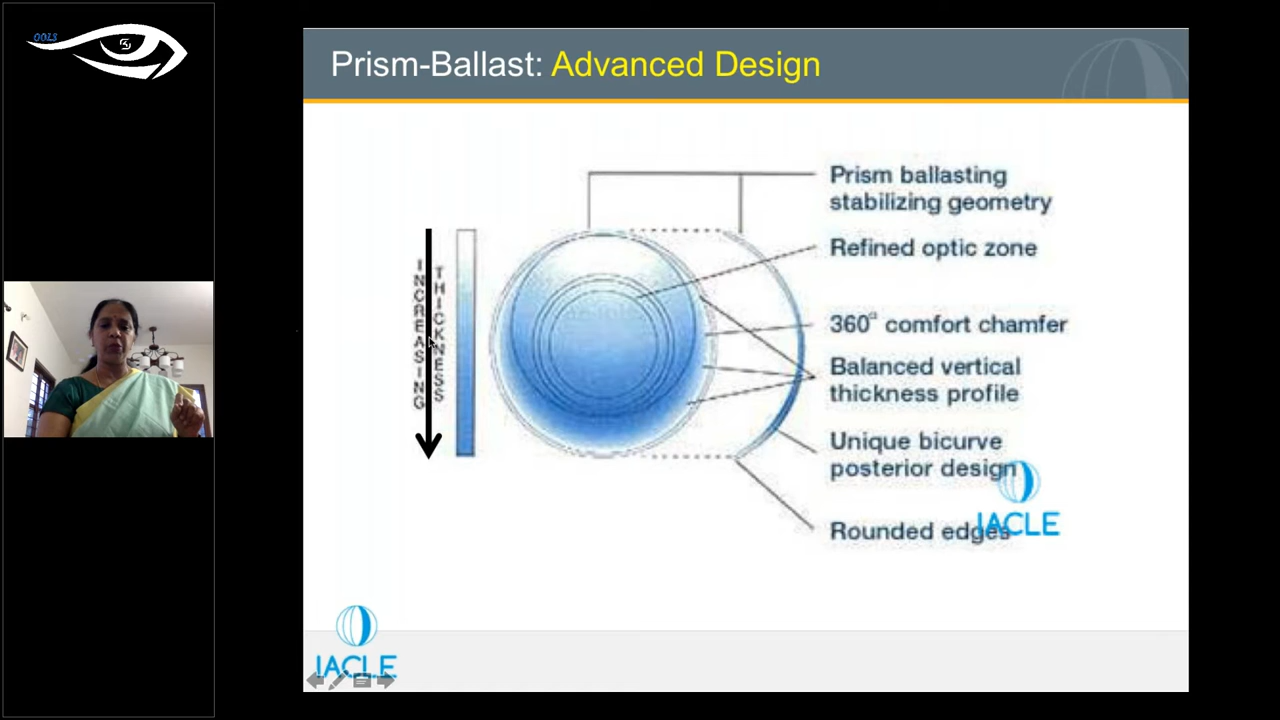 OOLS
Prism-Ballast: Advanced Design
Prism ballasting
stabilizing geometry
Refined optic zone
INCREASING
THICKNESS
360° comfort chamfer
Balanced vertical
thickness profile
Unique bicurve
posterior design
Rounded edges
IACLE
IACLE